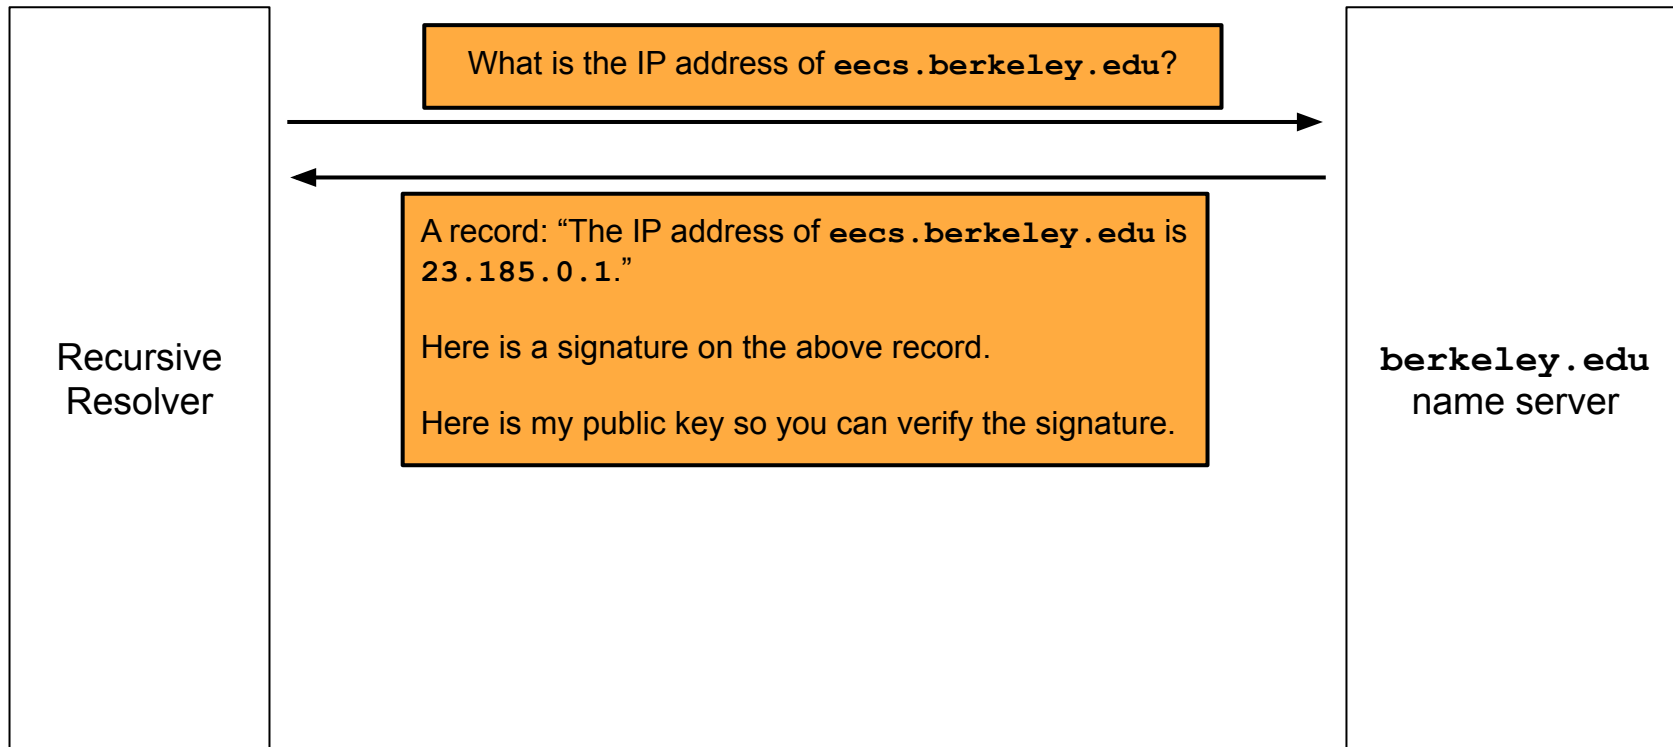 What is the IP address of eecs.berkeley.edu?
A record: “The IP address of eecs.berkeley.edu is
23.185.0.1.”
Here is a signature on the above record.
Here is my public key so you can verify the signature.
Recursive
Resolver
berkeley.edu
name server